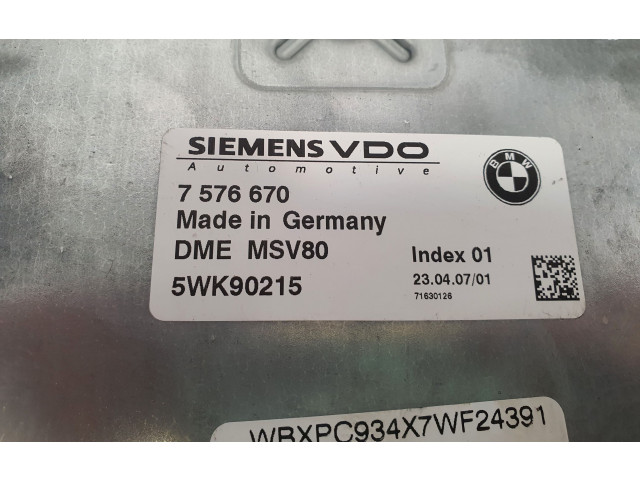 SIEMENS VDO
Automotive
BMW
7 576 670
Made in Germany
DME MSV80
Index 01
5WK90215
23.04.07/01
71630126
WBXPC934X7WF24391